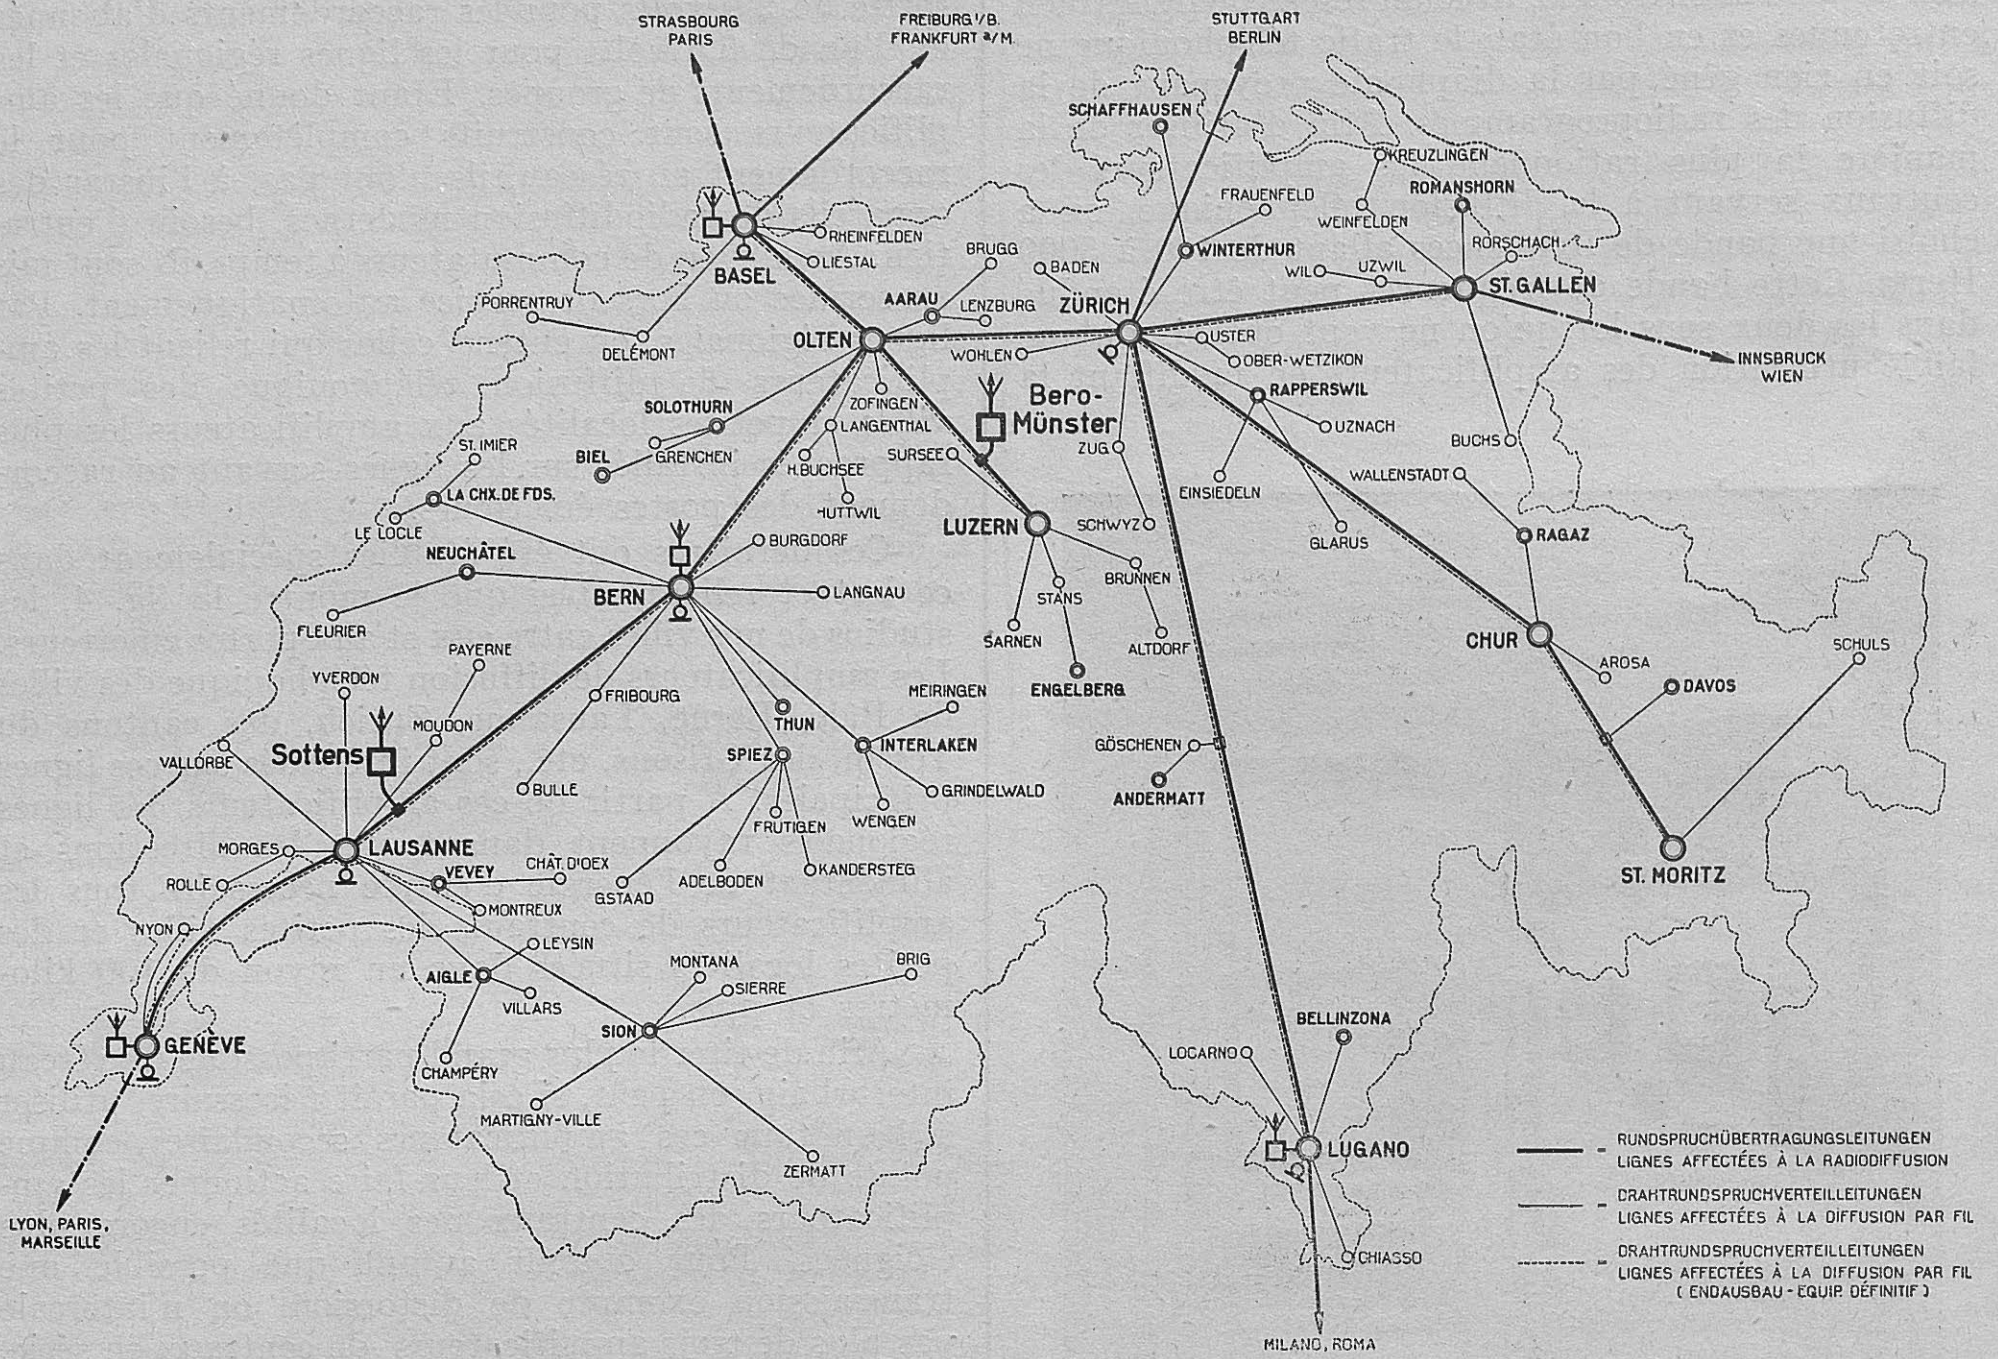 STRASBOURG
PARIS
FREIBURG I/B.
FRANKFURT a/M.
STUTTGART
BERLIN
SCHAFFHAUSEN
KREUZLINGEN
ROMANSHORN
FRAUENFELD
WEINFELDEN
RORSCHACH
RHEINFELDEN
BRUGG
BADEN
WINTERTHUR
LIESTAL
BASEL
WIL
UZWIL
ST. GALLEN
PORRENTRUY
AARAU
LENZBURG
ZÜRICH
DELÉMONT
OLTEN
WOHLEN
USTER
OBER-WETZIKON
INNSBRUCK
WIEN
SOLOTHURN
ZOFINGEN
Bero-
Münster
RAPPERSWIL
LANGENTHAL
UZNACH
ST. IMIER
BIEL
GRENCHEN
H.BUCHSEE
SURSEE
ZUG
BUCHS
WALLENSTADT
LA CHX. DE FDS.
EINSIEDELN
HUTTWIL
LE LOCLE
LUZERN
SCHWYZ
GLARUS
RAGAZ
NEUCHÂTEL
BURGDORF
BRUNNEN
BERN
LANGNAU
STANS
FLEURIER
SARNEN
ALTDORF
CHUR
SCHULS
PAYERNE
YVERDON
AROSA
FRIBOURG
MEIRINGEN
ENGELBERG
DAVOS
MOUDON
THUN
VALLORBE
Sottens
SPIEZ
INTERLAKEN
GÖSCHENEN
BULLE
GRINDELWALD
ANDERMATT
FRUTIGEN
WENGEN
MORGES
LAUSANNE
VEVEY
CHÂT. D'OEX
ROLLE
GSTAAD
ADELBODEN
KANDERSTEG
ST. MORITZ
MONTREUX
NYON
LEYSIN
AIGLE
MONTANA
BRIG
SIERRE
VILLARS
SION
BELLINZONA
GENÈVE
LOCARNO
CHAMPÉRY
MARTIGNY-VILLE
LUGANO
ZERMATT
LYON, PARIS,
MARSEILLE
CHIASSO
MILANO, ROMA
RUNDSPRUCHÜBERTRAGUNGSLEITUNGEN
LIGNES AFFECTÉES À LA RADIODIFFUSION
DRAHTRUNDSPRUCHVERTEILLEITUNGEN
LIGNES AFFECTÉES À LA DIFFUSION PAR FIL
DRAHTRUNDSPRUCHVERTEILLEITUNGEN
LIGNES AFFECTÉES À LA DIFFUSION PAR FIL
( ENDAUSBAU - EQUIP. DÉFINITIF )